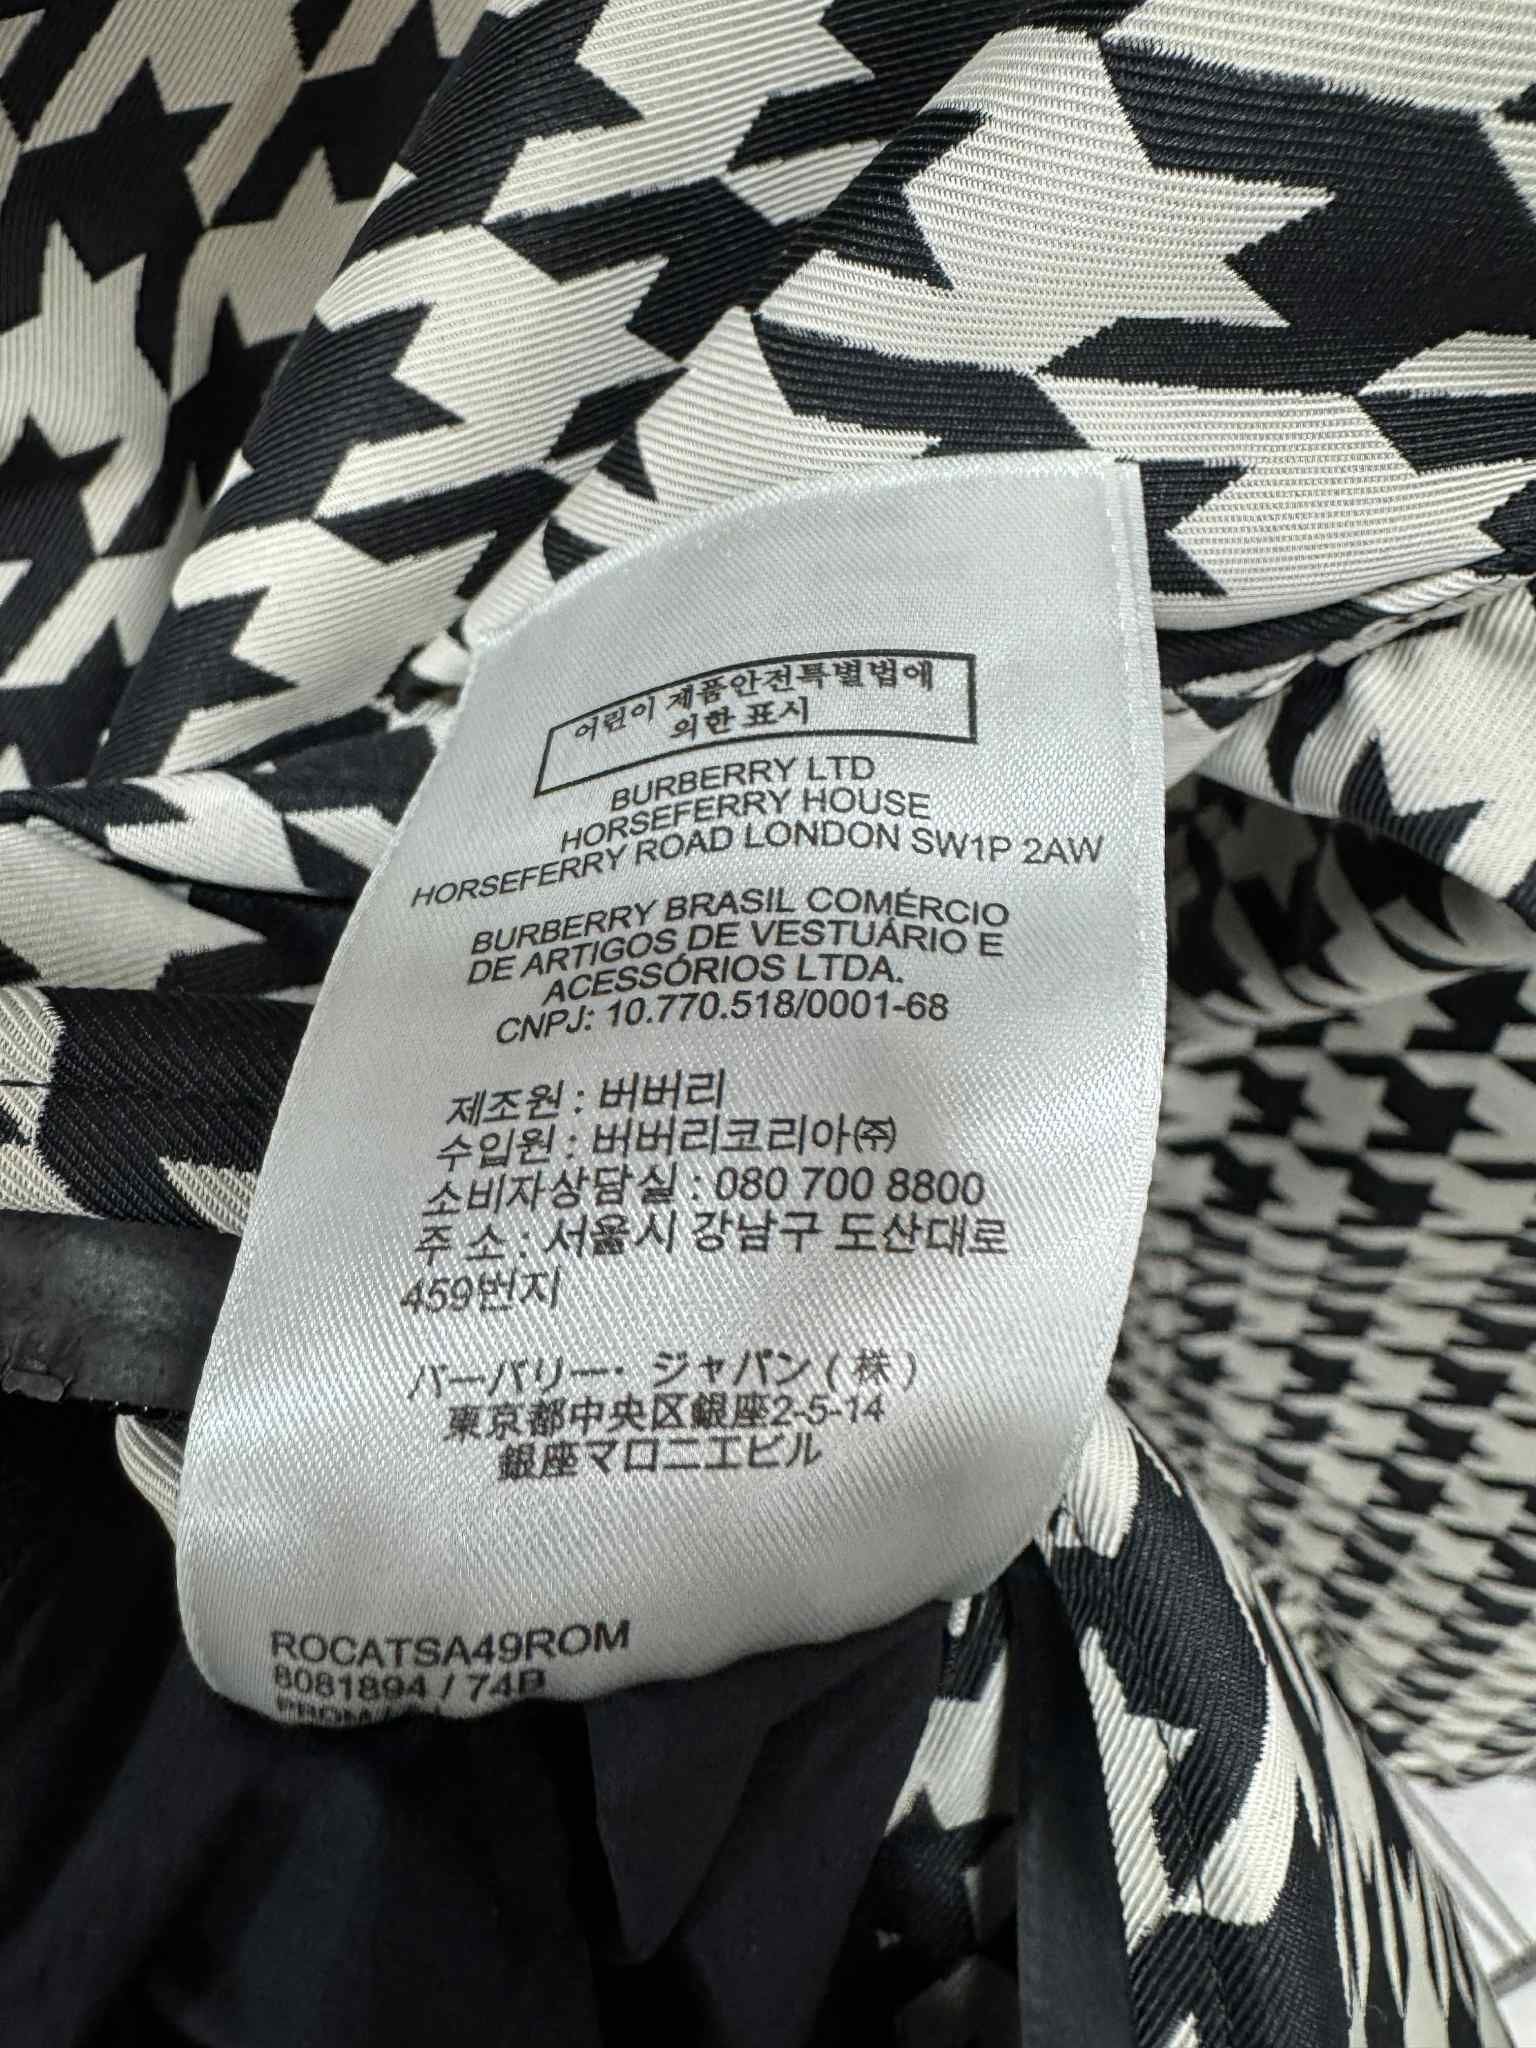 어린이 제품안전특별법에
의한 표시
BURBERRY LTD
HORSEFERRY HOUSE
HORSEFERRY ROAD LONDON SW1P 2AW
BURBERRY BRASIL COMÉRCIO
DE ARTIGOS DE VESTUÁRIO E
ACESSÓRIOS LTDA.
CNPJ: 10.770.518/0001-68
제조원 : 버버리
수입원 : 버버리코리아㈜
소비자상담실 : 080 700 8800
주 소 : 서울시 강남구 도산대로
459번지
バーバリー・ジャパン ( 株 )
東京都中央区銀座2-5-14
銀座マロニエビル
ROCATSA49ROM
8081894 / 74B